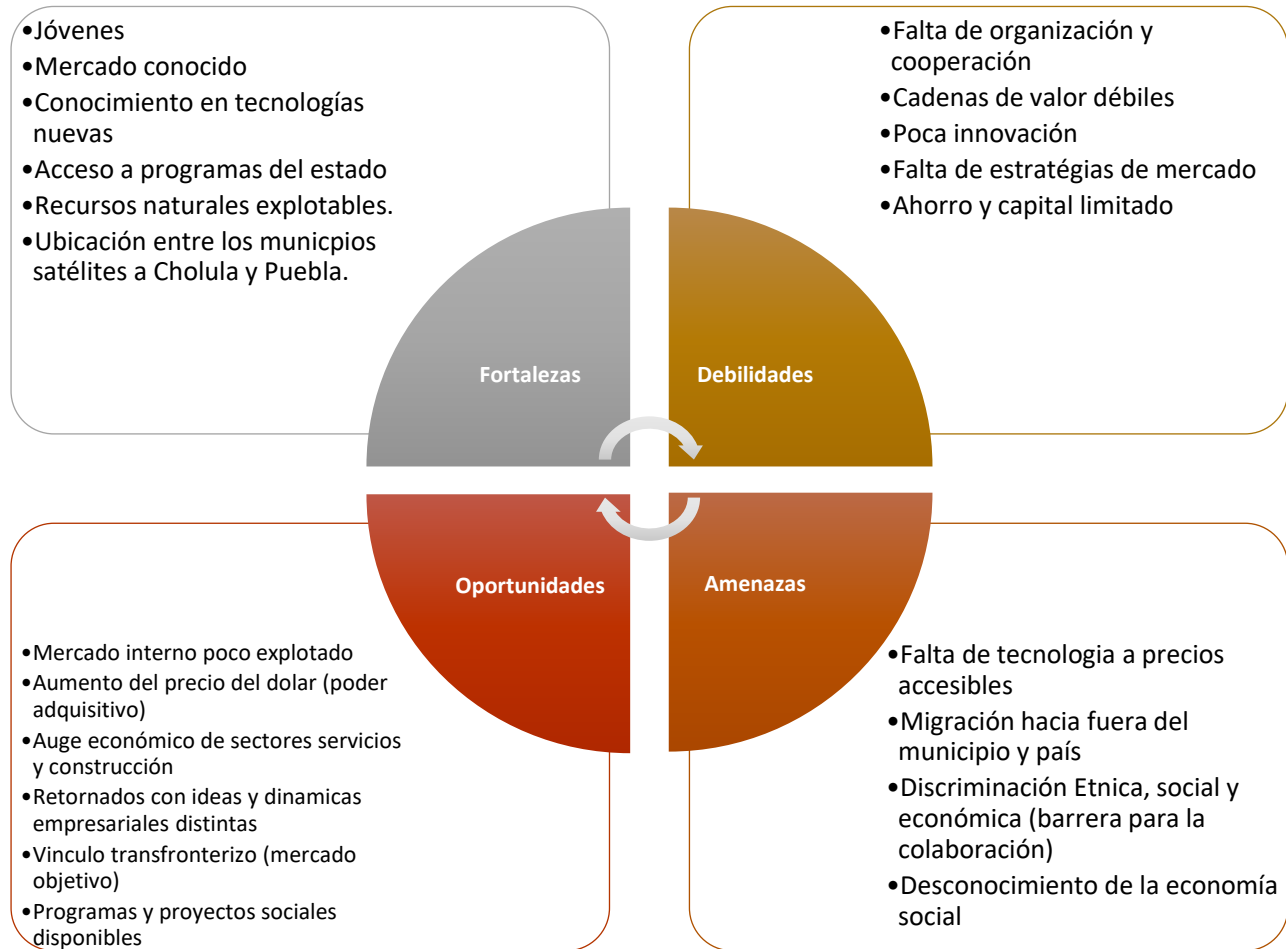 •Jóvenes
•Mercado conocido
•Conocimiento en tecnologías
nuevas
•Acceso a programas del estado
•Recursos naturales explotables.
•Ubicación entre los municpios
satélites a Cholula y Puebla.
•Falta de organización y
cooperación
•Cadenas de valor débiles
•Poca innovación
•Falta de estratégias de mercado
•Ahorro y capital limitado
Fortalezas
Debilidades
Oportunidades
Amenazas
•Mercado interno poco explotado
•Aumento del precio del dolar (poder
adquisitivo)
•Auge económico de sectores servicios
y construcción
•Retornados con ideas y dinamicas
empresariales distintas
•Vinculo transfronterizo (mercado
objetivo)
•Programas y proyectos sociales
disponibles
•Falta de tecnologia a precios
accesibles
•Migración hacia fuera del
municipio y país
•Discriminación Etnica, social y
económica (barrera para la
colaboración)
•Desconocimiento de la economía
social